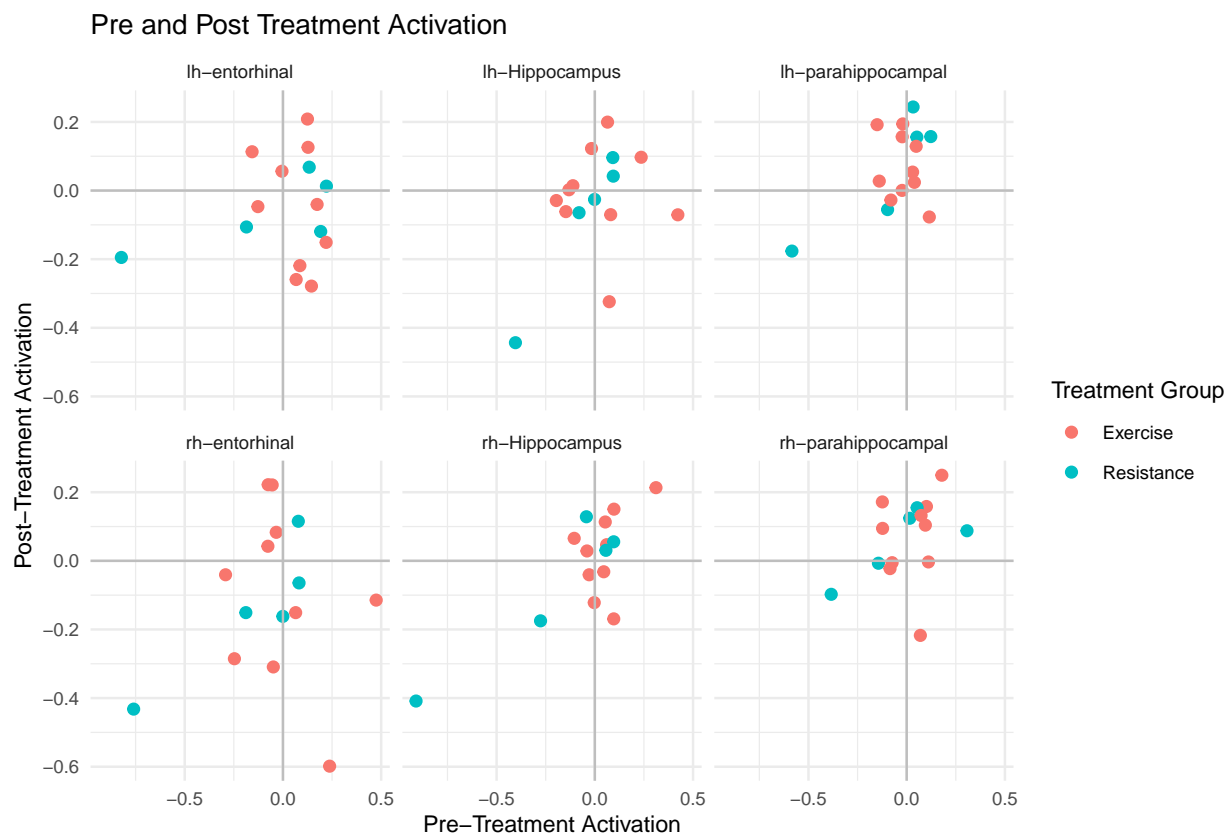 Pre and Post Treatment Activation
lh−entorhinal
lh−Hippocampus
lh−parahippocampal
0.2
0.0
−0.2
−0.4
−0.6
rh−entorhinal
rh−Hippocampus
rh−parahippocampal
0.2
0.0
−0.2
−0.4
−0.6
−0.5 0.0 0.5
−0.5 0.0 0.5
−0.5 0.0 0.5
Pre−Treatment Activation
Post−Treatment Activation
Treatment Group
Exercise
Resistance